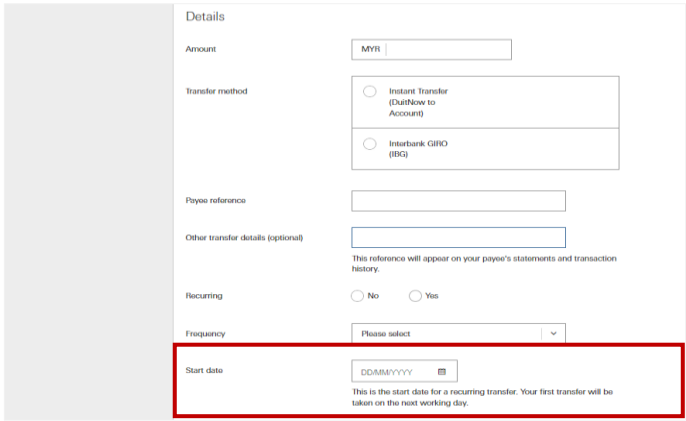 Details
Amount
MYR
Transfer method
Instant Transfer
(DuitNow to
Account)
Interbank GIRO
(IBG)
Payee reference
Other transfer details (optional)
This reference will appear on your payee's statements and transaction
history.
Recurring
No
Yes
Frequency
Please select
Start date
DD/MM/YYYY
This is the start date for a recurring transfer. Your first transfer will be
taken on the next working day.